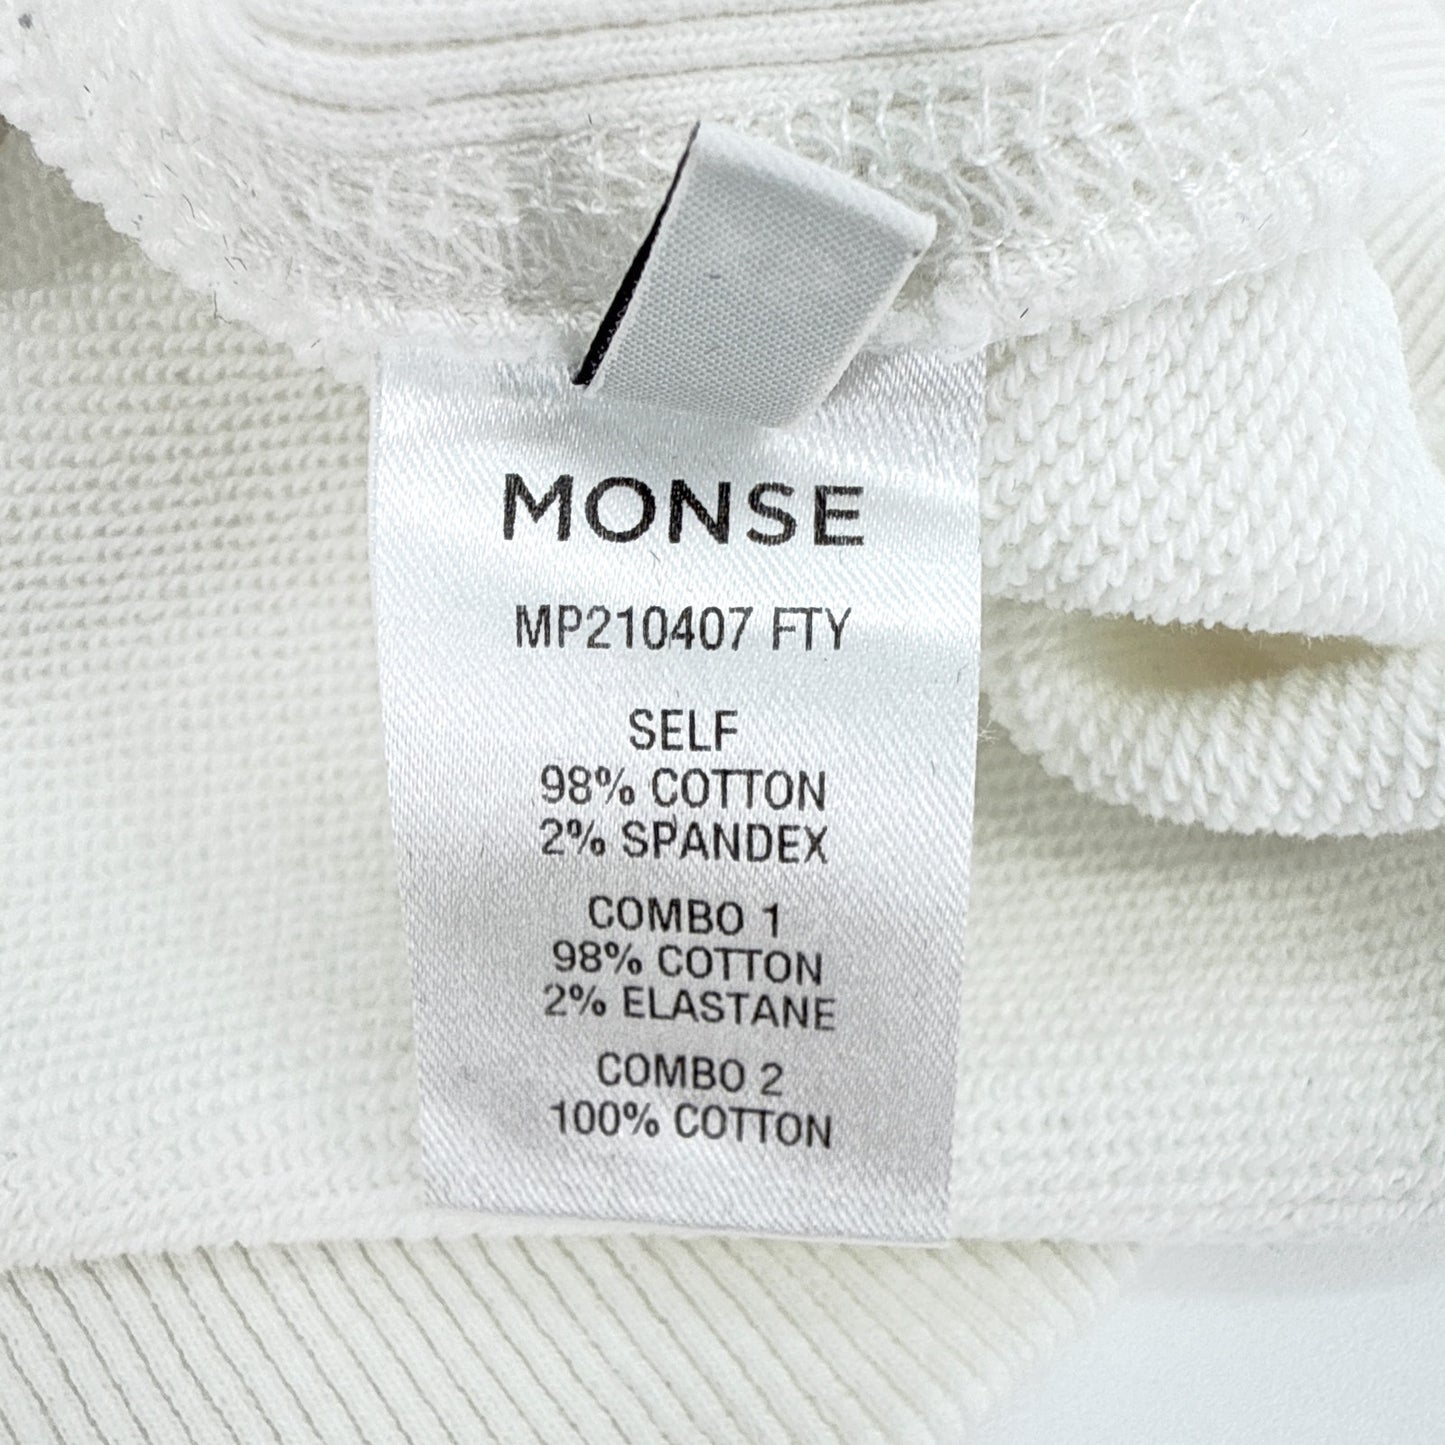 MONSE
MP210407 FTY
SELF
98% COTTON
2% SPANDEX
COMBO 1
98% COTTON
2% ELASTANE
COMBO 2
100% COTTON